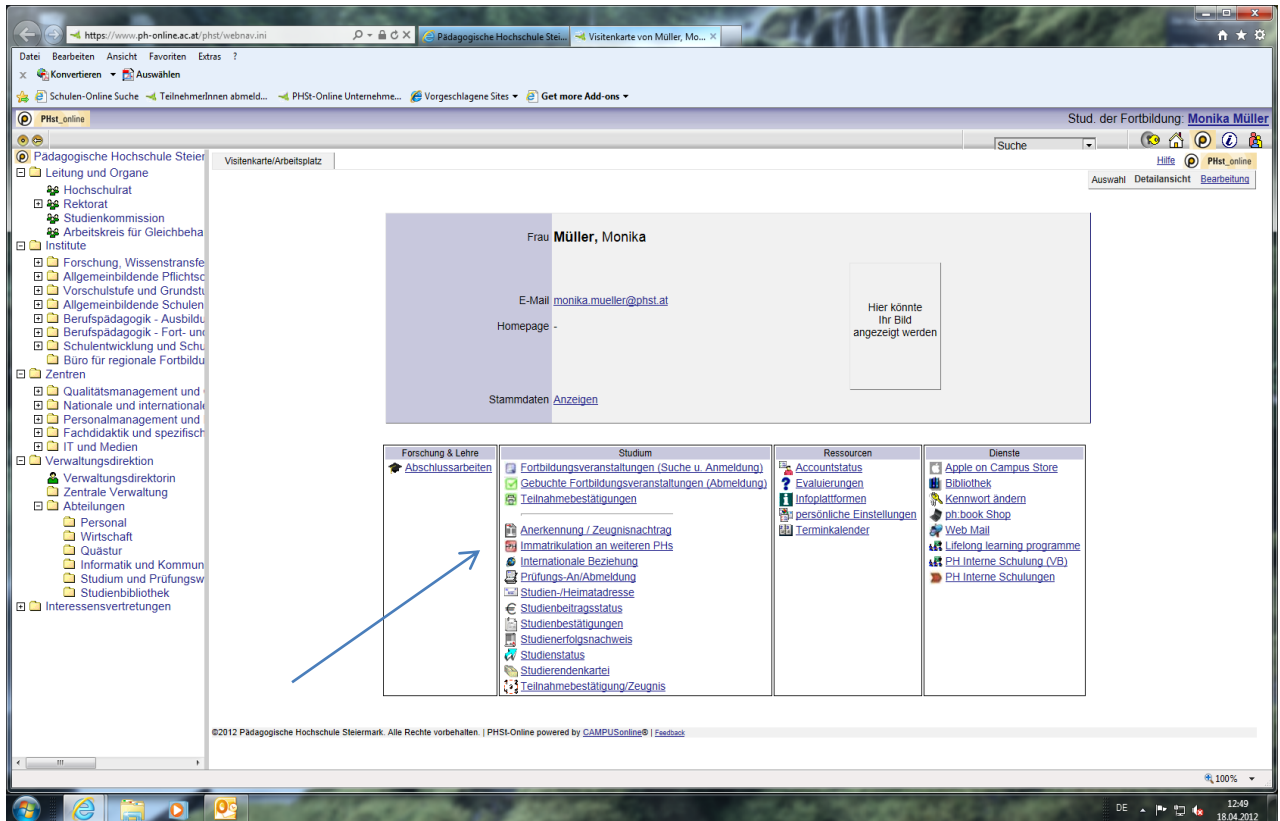 https://www.ph-online.ac.at/phst/webnav.ini
Pädagogische Hochschule Stei...
Visitenkarte von Müller, Mo...
Datei Bearbeiten Ansicht Favoriten Extras ?
x Konvertieren Auswählen
Schulen-Online Suche TeilnehmerInnen abmeld... PHSt-Online Unternehme... Vorgeschlagene Sites Get more Add-ons
PHst_online
Stud. der Fortbildung: Monika Müller
Suche
Hilfe PHst_online
Auswahl Detailansicht Bearbeitung
Pädagogische Hochschule Steier
Leitung und Organe
Hochschulrat
Rektorat
Studienkommission
Arbeitskreis für Gleichbeha
Institute
Forschung, Wissenstransfe
Allgemeinbildende Pflichtsc
Vorschulstufe und Grundstu
Allgemeinbildende Schulen
Berufspädagogik - Ausbildu
Berufspädagogik - Fort- und
Schulentwicklung und Schu
Büro für regionale Fortbildu
Zentren
Qualitätsmanagement und
Nationale und internationale
Personalmanagement und
Fachdidaktik und spezifisch
IT und Medien
Verwaltungsdirektion
Verwaltungsdirektorin
Zentrale Verwaltung
Abteilungen
Personal
Wirtschaft
Quästur
Informatik und Kommun
Studium und Prüfungsw
Studienbibliothek
Interessensvertretungen
Visitenkarte/Arbeitsplatz
Frau Müller, Monika
E-Mail monika.mueller@phst.at
Homepage -
Stammdaten Anzeigen
Hier könnte
Ihr Bild
angezeigt werden
Forschung & Lehre
Abschlussarbeiten
Studium
Fortbildungsveranstaltungen (Suche u. Anmeldung)
Gebuchte Fortbildungsveranstaltungen (Abmeldung)
Teilnahmebestätigungen
Anerkennung / Zeugnisnachtrag
Immatrikulation an weiteren PHs
Internationale Beziehung
Prüfungs-An/Abmeldung
Studien-/Heimatadresse
Studienbeitragsstatus
Studienbestätigungen
Studienerfolgsnachweis
Studienstatus
Studierendenkartei
Teilnahmebestätigung/Zeugnis
Ressourcen
Accountstatus
Evaluierungen
Infoplattformen
persönliche Einstellungen
Terminkalender
Dienste
Apple on Campus Store
Bibliothek
Kennwort ändern
ph:book Shop
Web Mail
Lifelong learning programme
PH Interne Schulung (VB)
PH Interne Schulungen
©2012 Pädagogische Hochschule Steiermark. Alle Rechte vorbehalten. | PHSt-Online powered by CAMPUSonline® | Feedback
100%
DE
12:49
18.04.2012